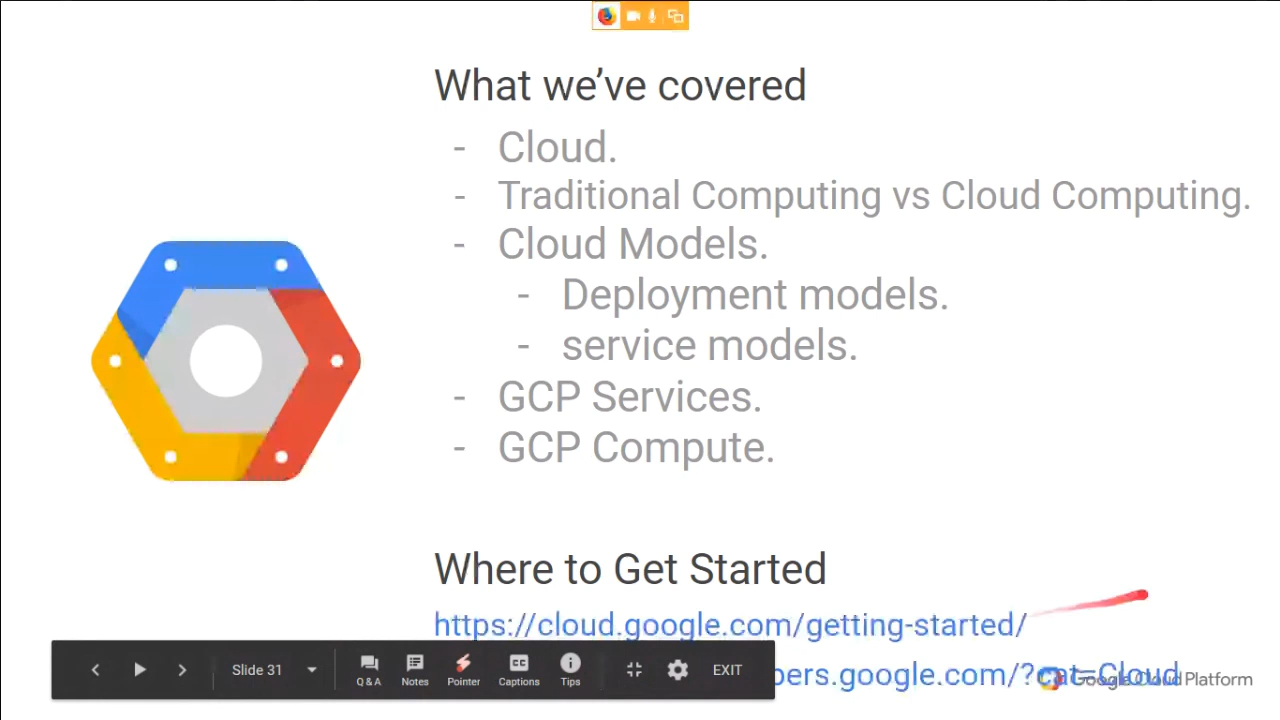 What we’ve covered
- Cloud.
- Traditional Computing vs Cloud Computing.
- Cloud Models.
- Deployment models.
- service models.
- GCP Services.
- GCP Compute.
Where to Get Started
https://cloud.google.com/getting-started/
pers.google.com/?cat=Cloud
Google Cloud Platform
Slide 31
Q & A
Notes
Pointer
CC
Captions
Tips
EXIT